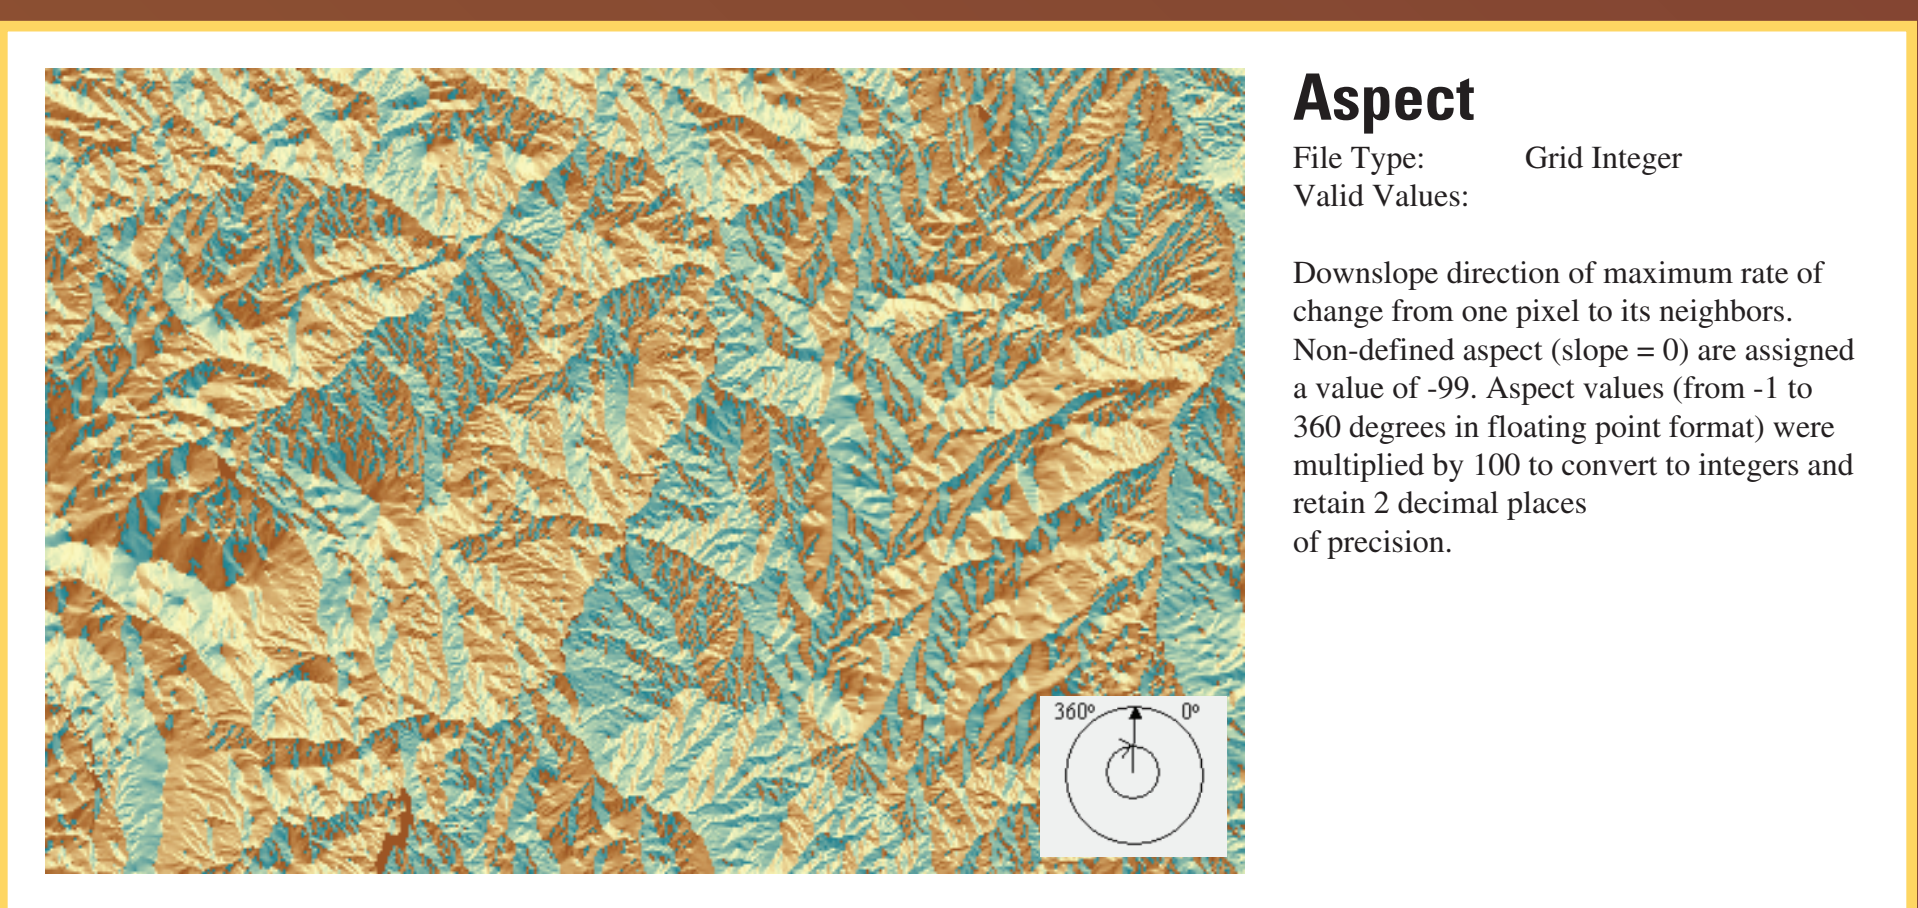 Aspect
File Type: Grid Integer
Valid Values:
Downslope direction of maximum rate of
change from one pixel to its neighbors.
Non-defined aspect (slope = 0) are assigned
a value of -99. Aspect values (from -1 to
360 degrees in floating point format) were
multiplied by 100 to convert to integers and
retain 2 decimal places
of precision.
360º 0º